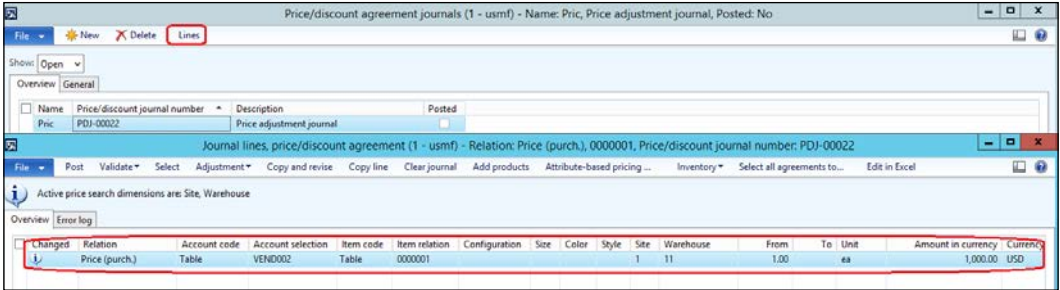 Price/discount agreement journals (1 - usmf) - Name: Pric, Price adjustment journal, Posted: No
File New Delete Lines
Show: Open
Overview General
Name Price/discount journal number Description Posted
Pric PDJ-00022 Price adjustment journal
Journal lines, price/discount agreement (1 - usmf) - Relation: Price (purch.), 0000001, Price/discount journal number: PDJ-00022
File Post Validate Select Adjustment Copy and revise Copy line Clear journal Add products Attribute-based pricing ... Inventory Select all agreements to... Edit in Excel
Active price search dimensions are: Site, Warehouse
Overview Error log
Changed Relation Account code Account selection Item code Item relation Configuration Size Color Style Site Warehouse From To Unit Amount in currency Currency
Price (purch.) Table VEND002 Table 0000001 1 11 1.00 ea 1,000.00 USD